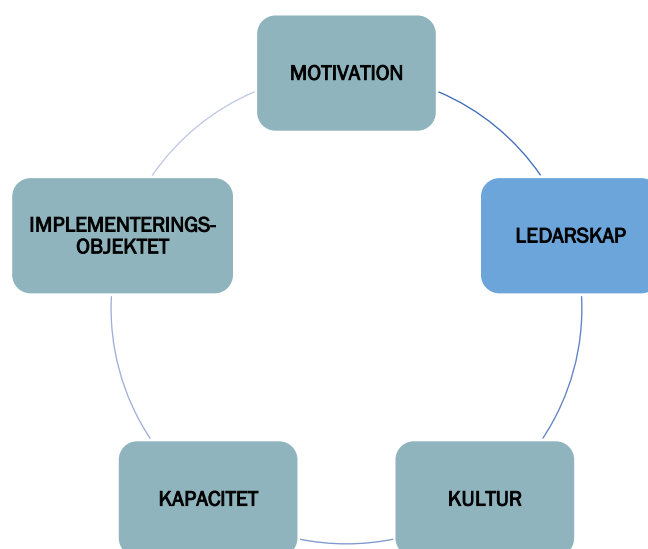 MOTIVATION
LEDARSKAP
IMPLEMENTERINGS-
OBJEKTET
KAPACITET
KULTUR